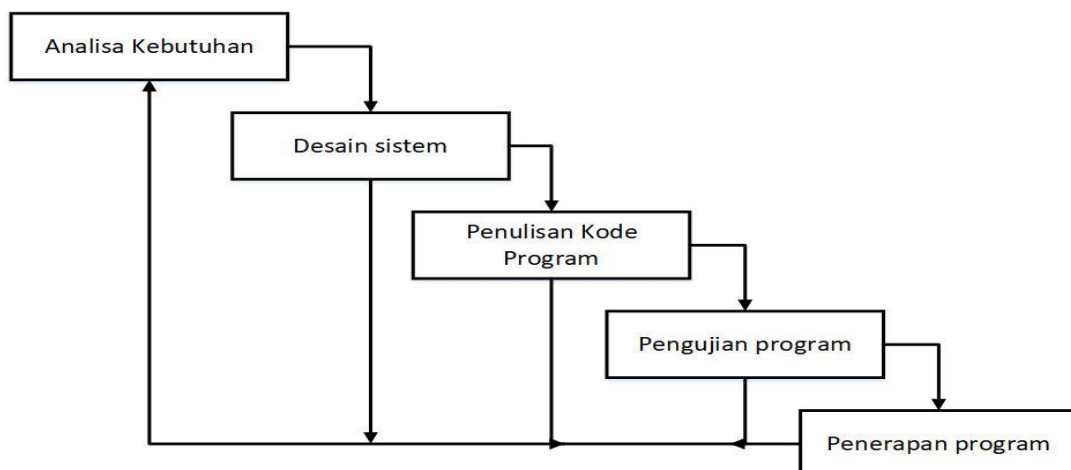 Analisa Kebutuhan
Desain sistem
Penulisan Kode
Program
Pengujian program
Penerapan program